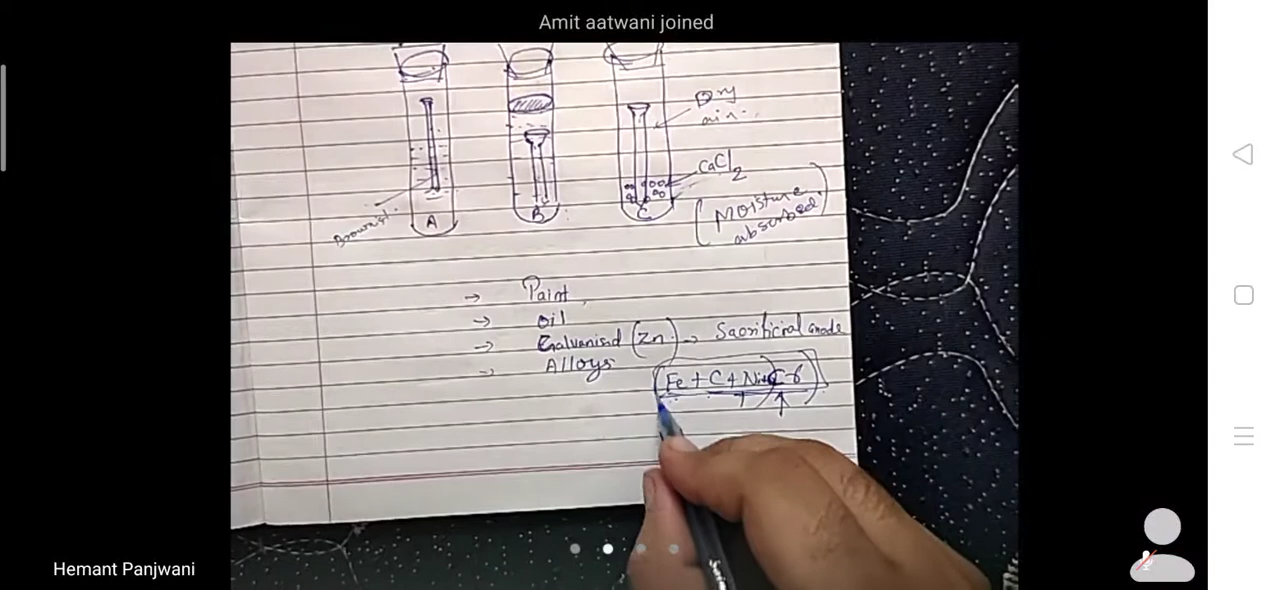 Amit aatwani joined
Dry
air.
CaCl2
(Moisture
absorbed)
A
B
C
→ Paint
→ Oil
→ Galvanised (Zn) → Sacrificial anode
→ Alloys
(Fe + C + Ni + Cr)
Hemant Panjwani